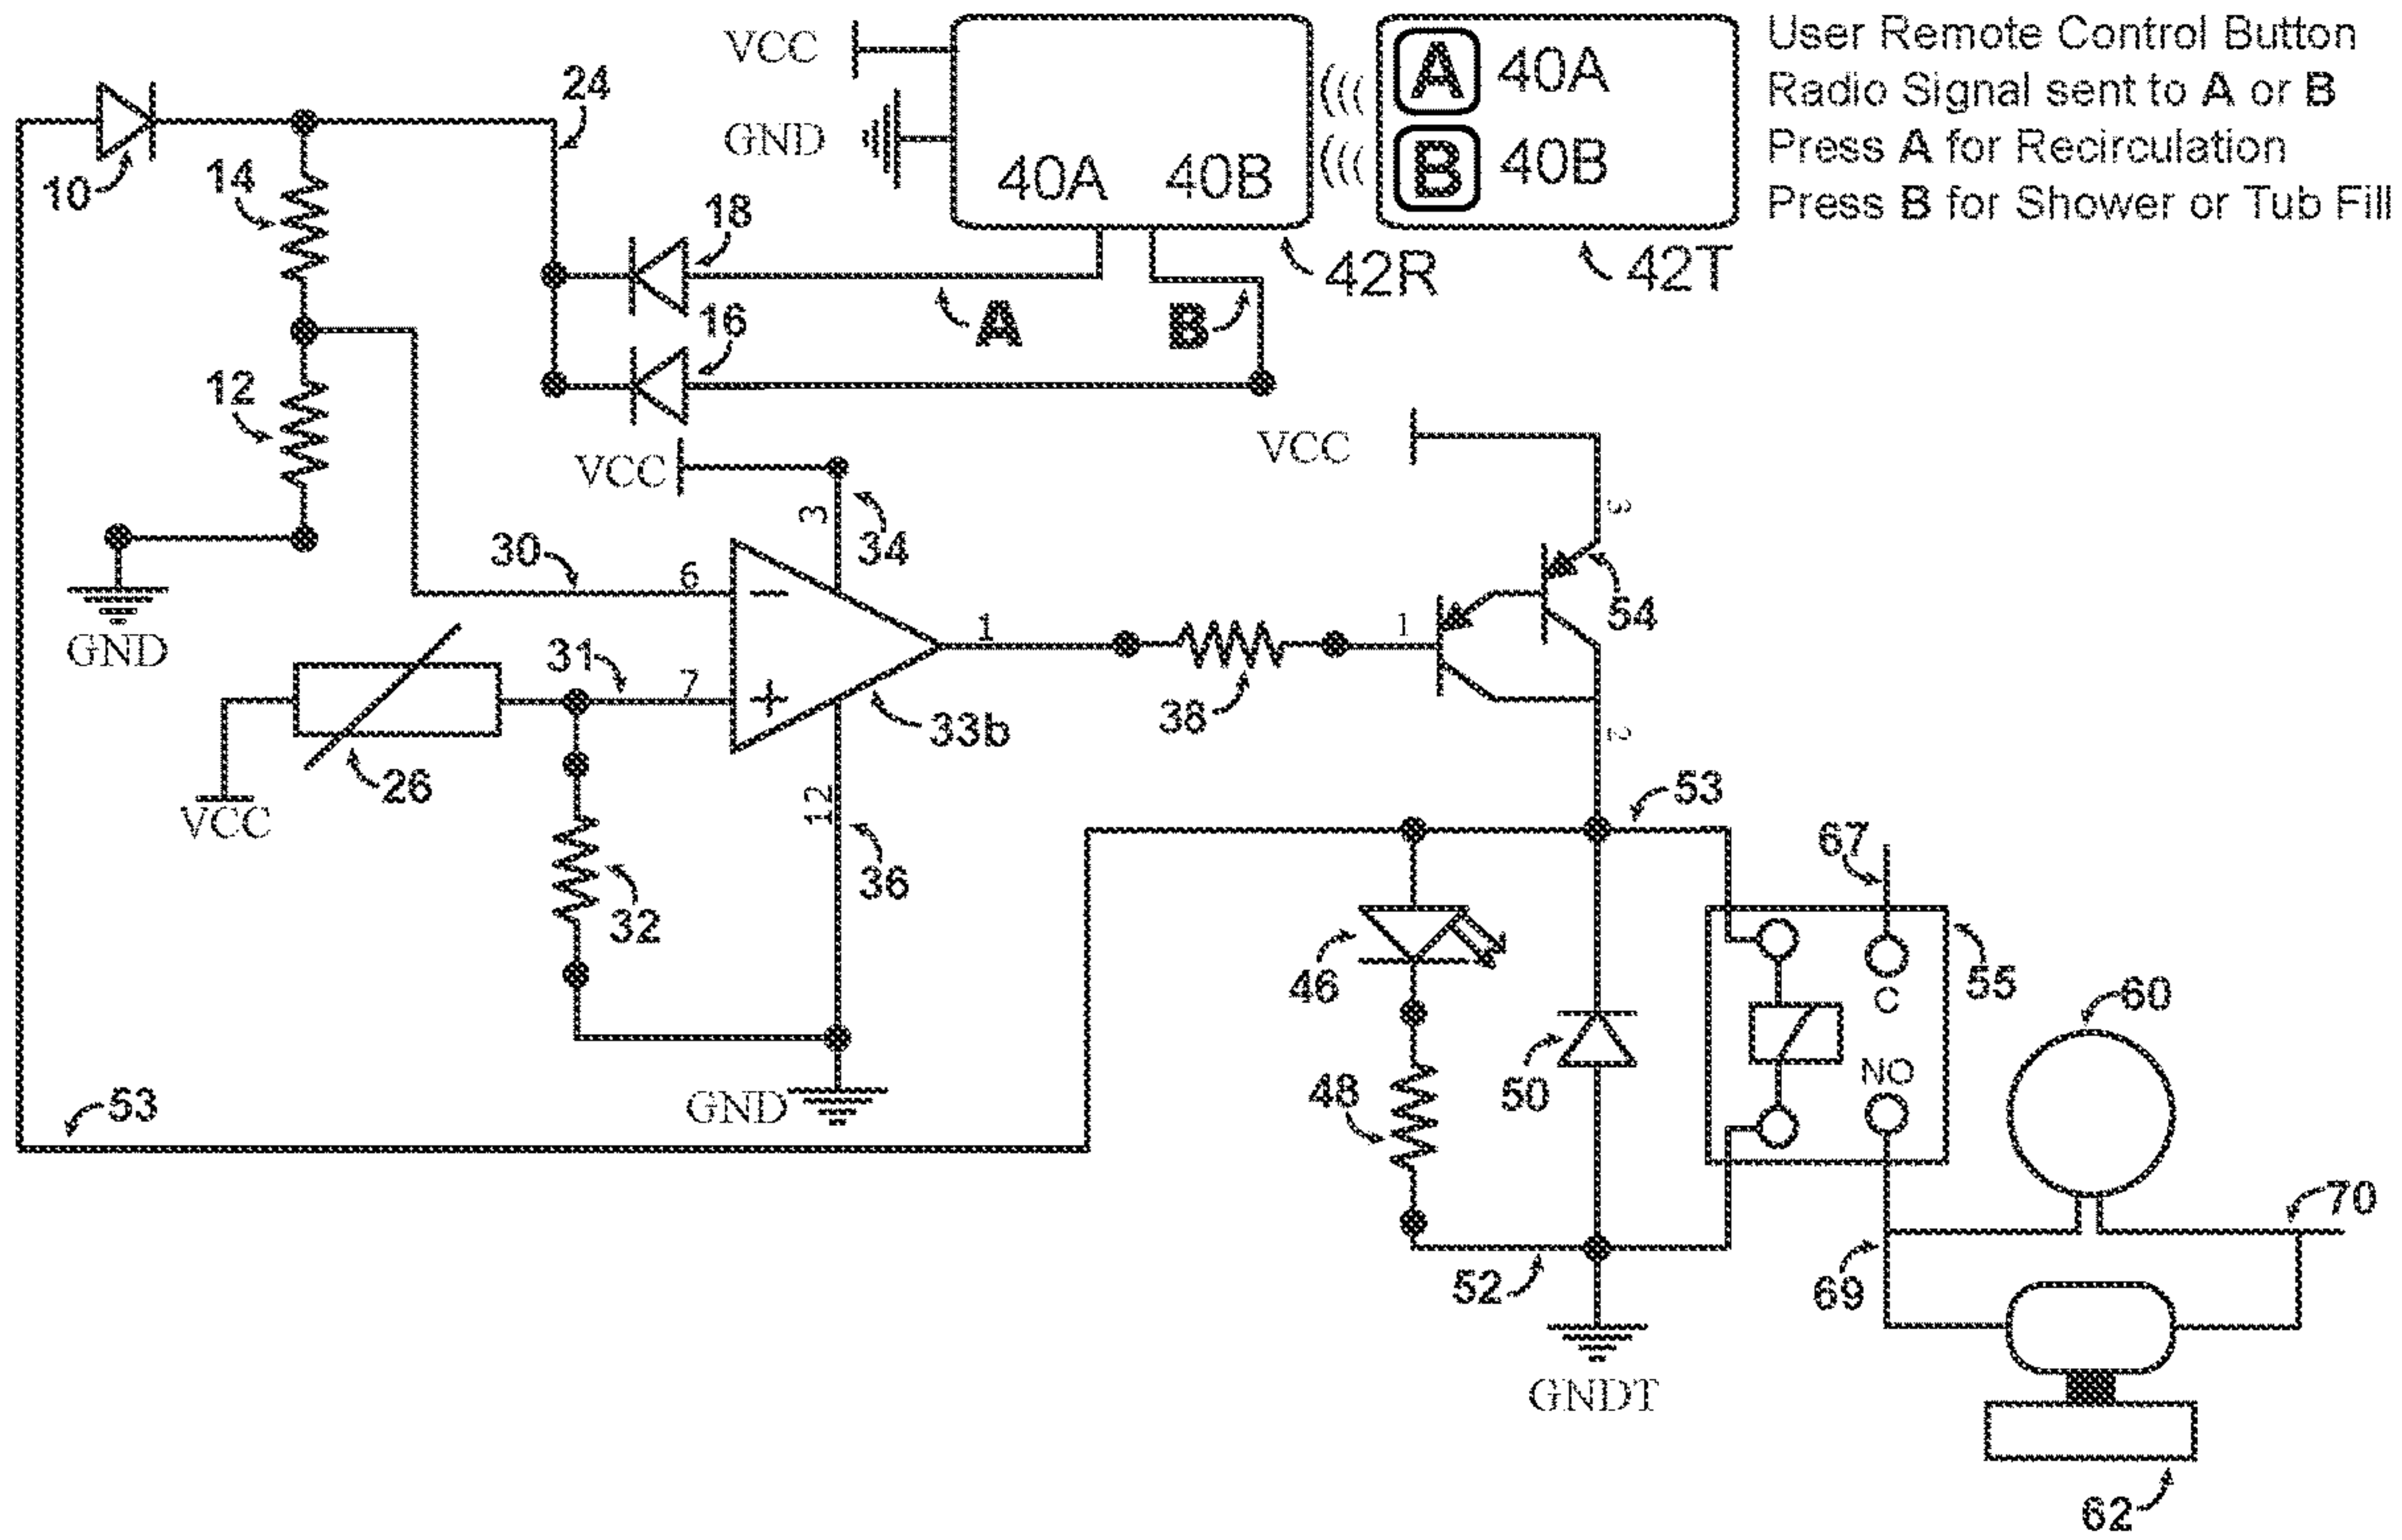 User Remote Control Button
Radio Signal sent to A or B
Press A for Recirculation
Press B for Shower or Tub Fill
VCC
GND
40A 40B
A 40A
B 40B
42R
42T
24
10
14
18
A
B
16
12
VCC
VCC
3
34
3
54
30
6
GND
31
7
33b
1
38
1
2
26
VCC
12
36
32
53
67
C
55
46
60
GND
53
48
50
NO
70
52
69
GNDT
62